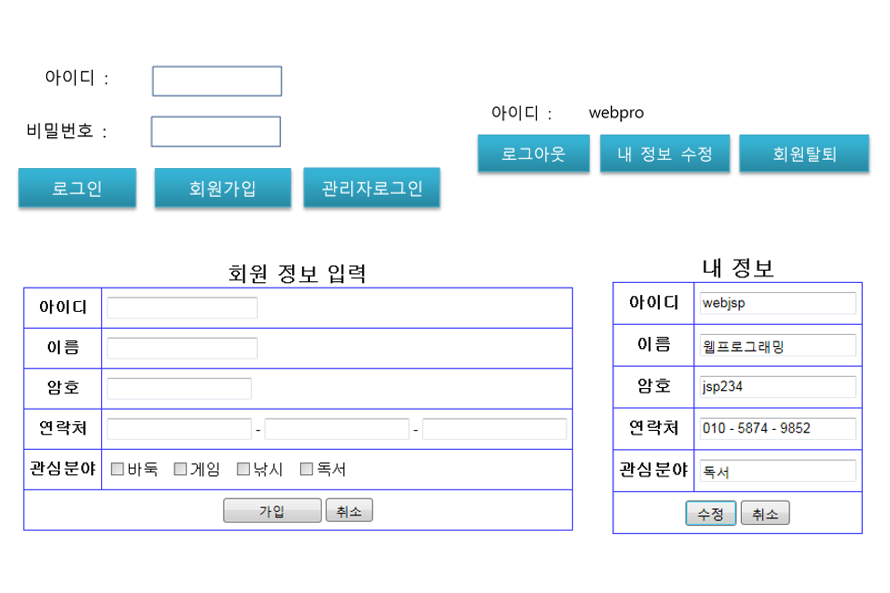 아이디 :
비밀번호 :
로그인 회원가입 관리자로그인
아이디 : webpro
로그아웃 내 정보 수정 회원탈퇴
회원 정보 입력
아이디
이름
암호
연락처 - -
관심분야 바둑 게임 낚시 독서
가입 취소
내 정보
아이디 webjsp
이름 웹프로그래밍
암호 jsp234
연락처 010 - 5874 - 9852
관심분야 독서
수정 취소